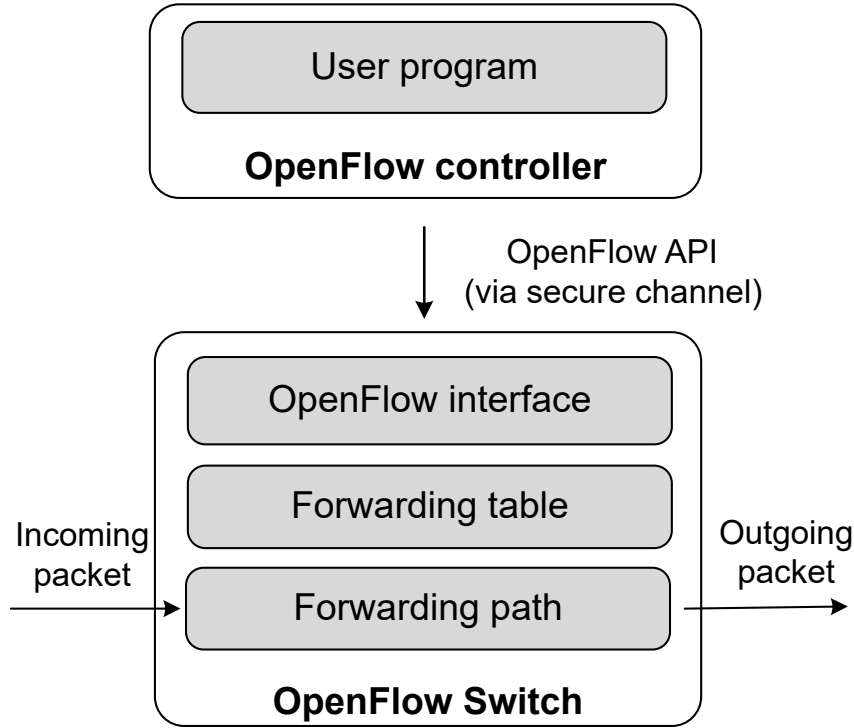 User program
OpenFlow controller
OpenFlow API
(via secure channel)
OpenFlow interface
Forwarding table
Incoming
packet
Forwarding path
Outgoing
packet
OpenFlow Switch